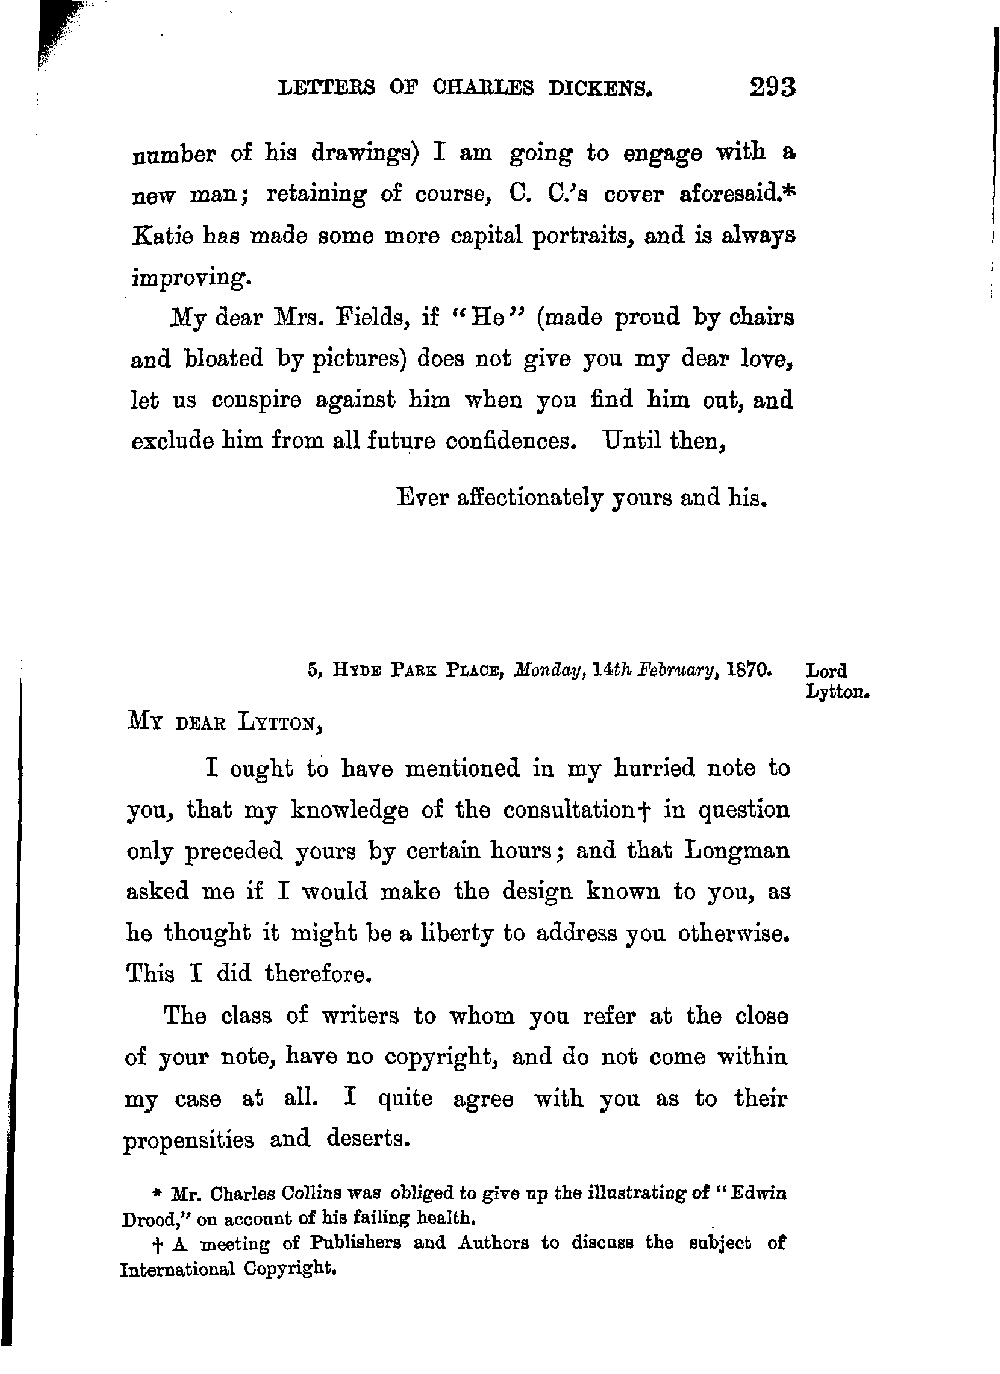 LETTERS OF CHARLES DICKENS. 293
number of his drawings) I am going to engage with a
new man; retaining of course, C. C.'s cover aforesaid.*
Katie has made some more capital portraits, and is always
improving.
My dear Mrs. Fields, if "He" (made proud by chairs
and bloated by pictures) does not give you my dear love,
let us conspire against him when you find him out, and
exclude him from all future confidences. Until then,
Ever affectionately yours and his.
5, Hyde Park Place, Monday, 14th February, 1870. Lord
Lytton.
My dear Lytton,
I ought to have mentioned in my hurried note to
you, that my knowledge of the consultation† in question
only preceded yours by certain hours; and that Longman
asked me if I would make the design known to you, as
he thought it might be a liberty to address you otherwise.
This I did therefore.
The class of writers to whom you refer at the close
of your note, have no copyright, and do not come within
my case at all. I quite agree with you as to their
propensities and deserts.
* Mr. Charles Collins was obliged to give up the illustrating of "Edwin
Drood," on account of his failing health.
† A meeting of Publishers and Authors to discuss the subject of
International Copyright.